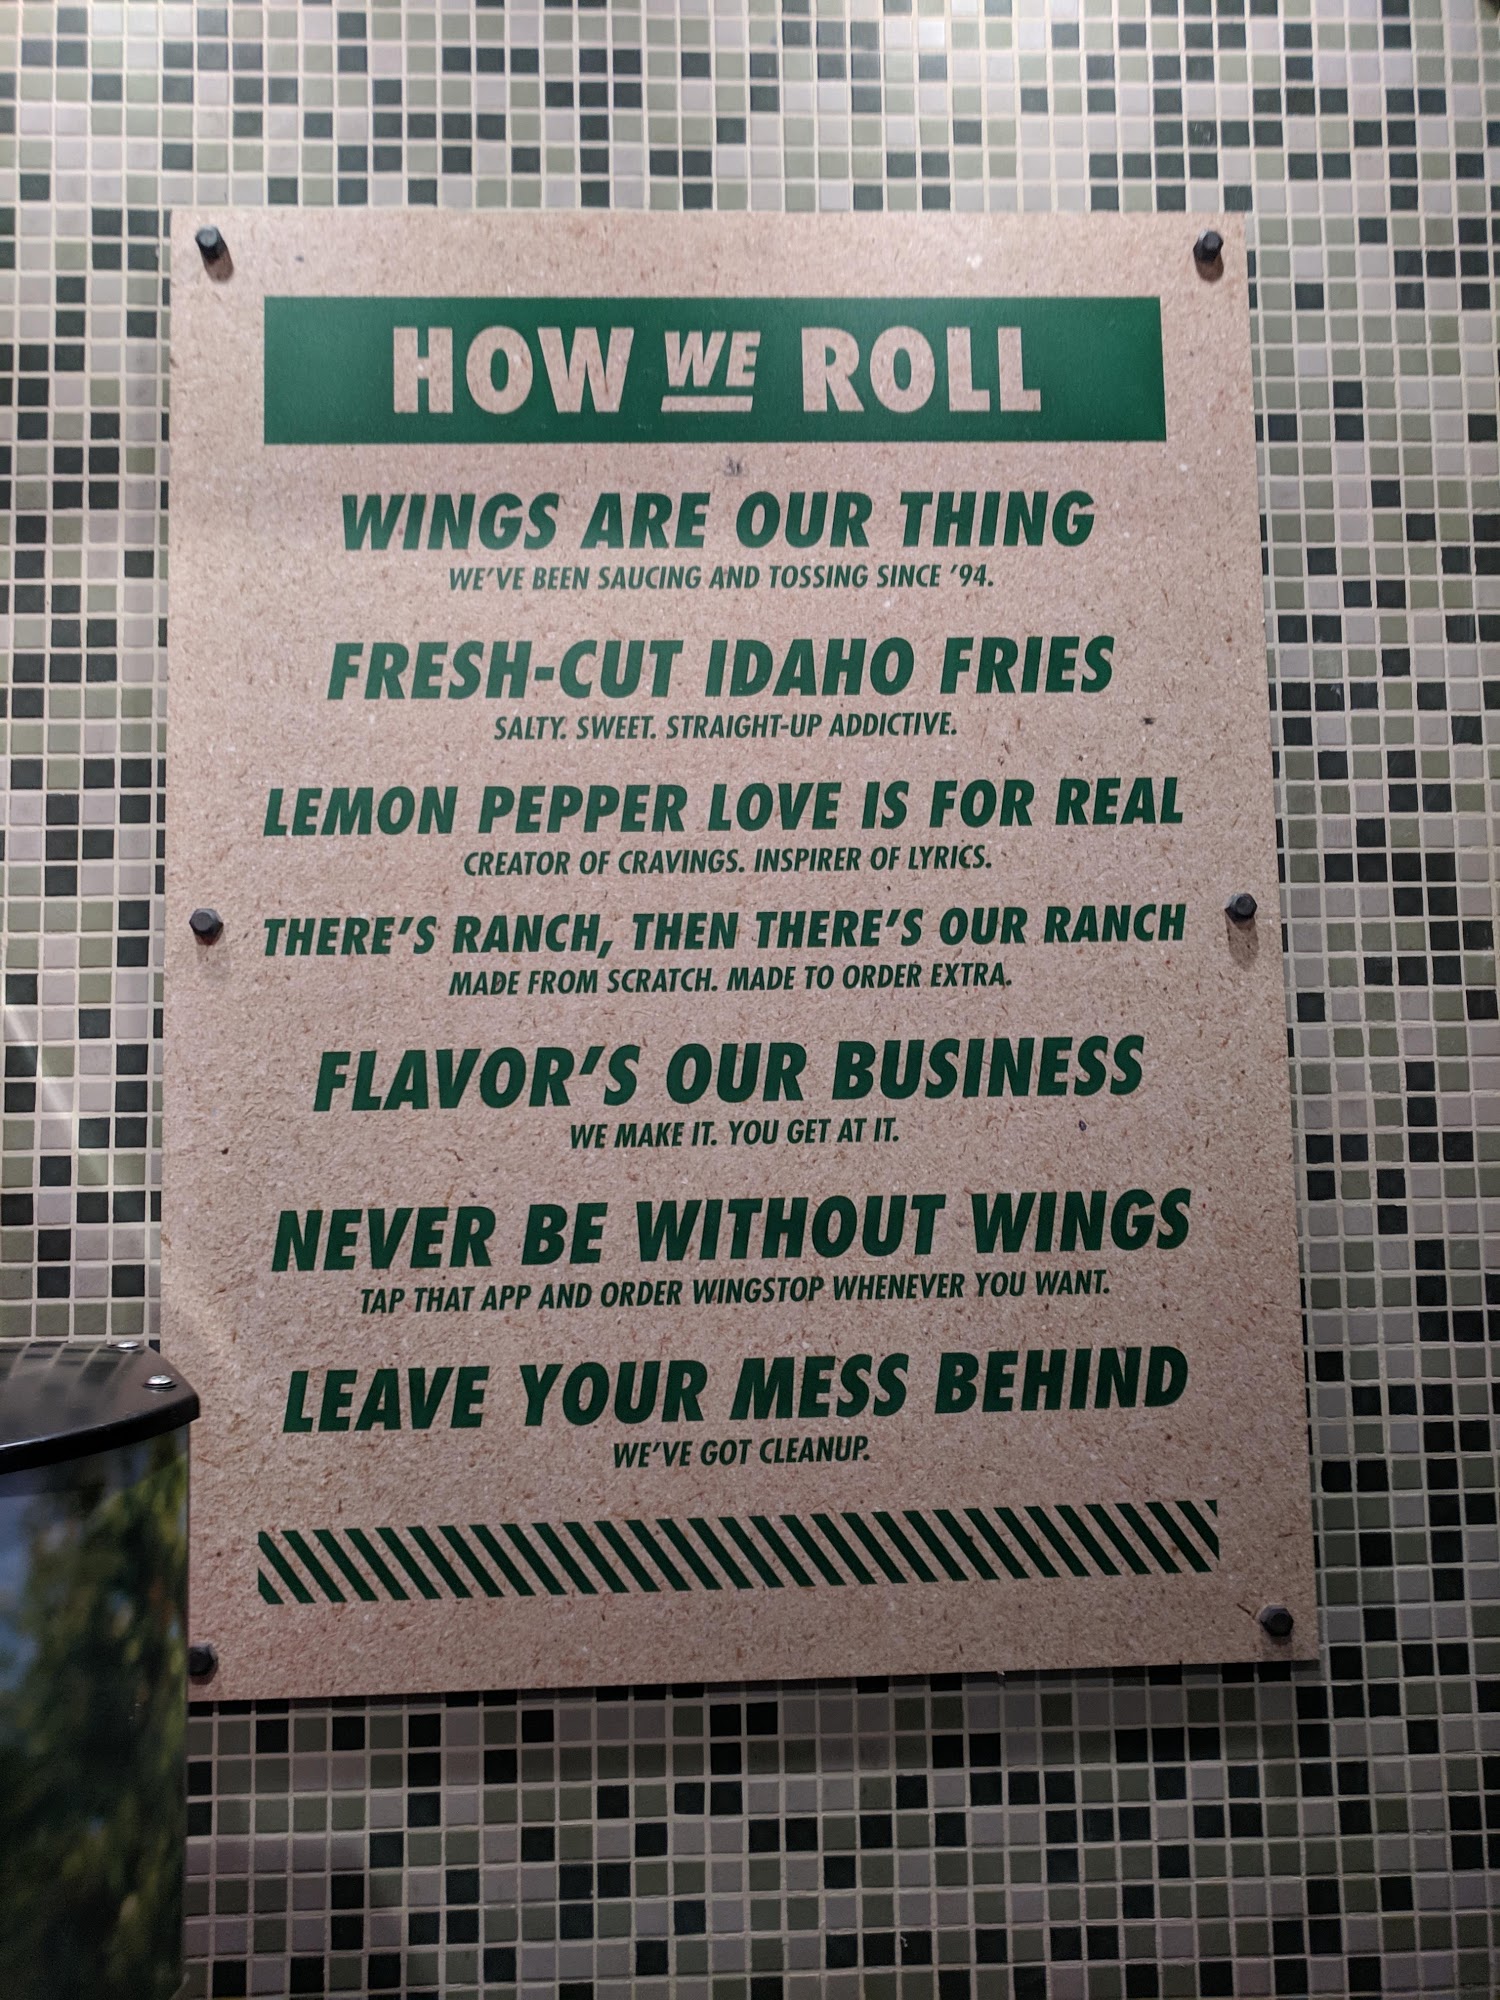 HOW WE ROLL
WINGS ARE OUR THING
WE'VE BEEN SAUCING AND TOSSING SINCE '94.
FRESH-CUT IDAHO FRIES
SALTY. SWEET. STRAIGHT-UP ADDICTIVE.
LEMON PEPPER LOVE IS FOR REAL
CREATOR OF CRAVINGS. INSPIRER OF LYRICS.
THERE'S RANCH, THEN THERE'S OUR RANCH
MADE FROM SCRATCH. MADE TO ORDER EXTRA.
FLAVOR'S OUR BUSINESS
WE MAKE IT. YOU GET AT IT.
NEVER BE WITHOUT WINGS
TAP THAT APP AND ORDER WINGSTOP WHENEVER YOU WANT.
LEAVE YOUR MESS BEHIND
WE'VE GOT CLEANUP.